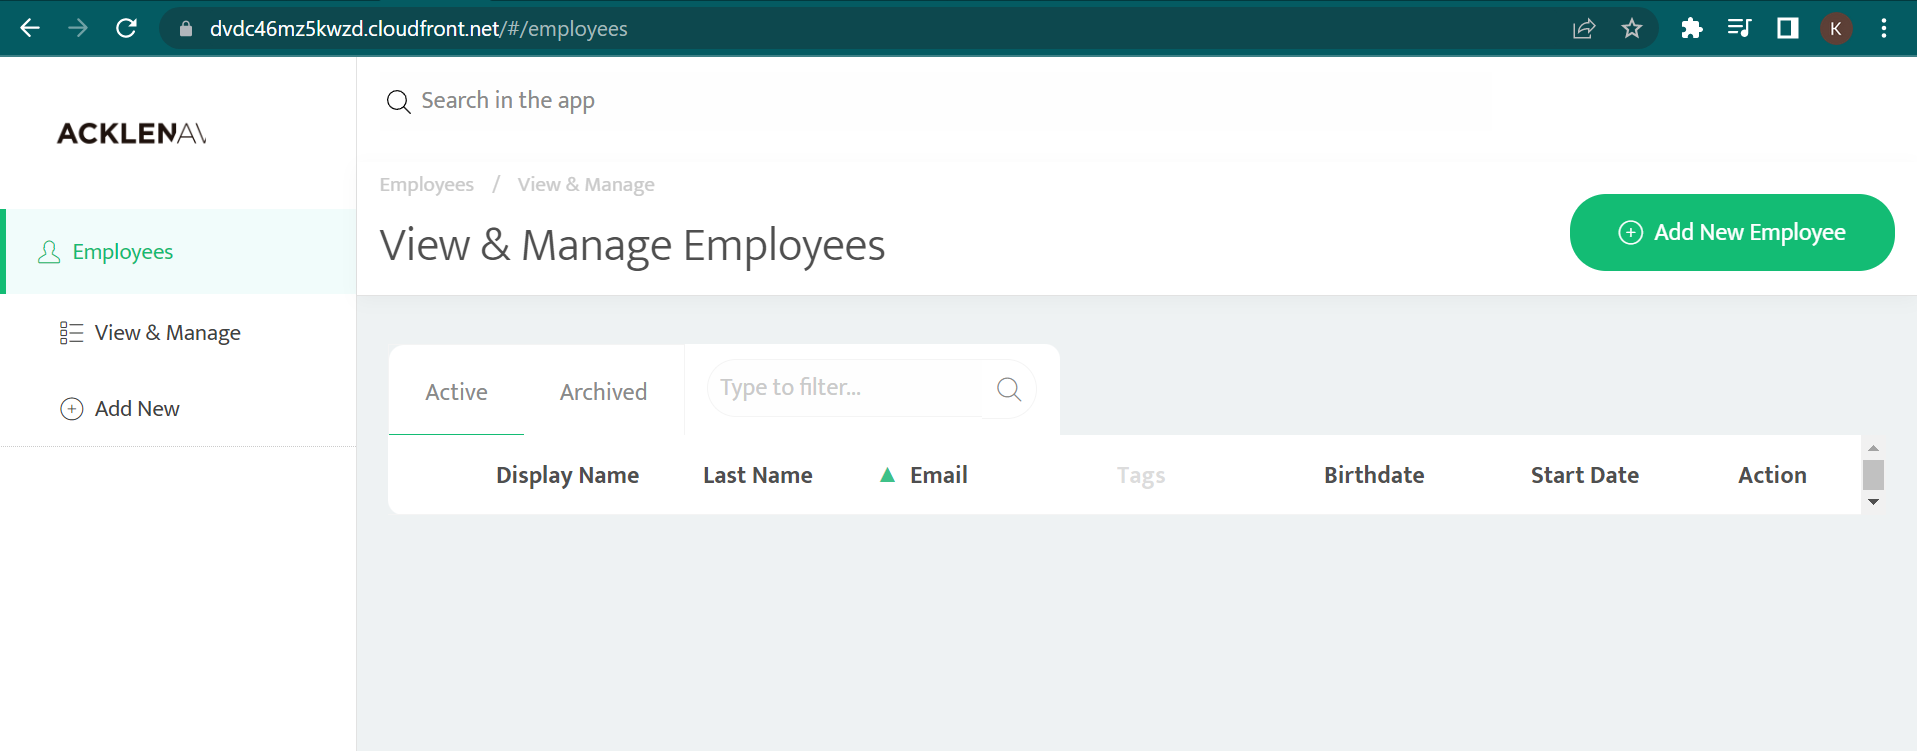 dvdc46mz5kwzd.cloudfront.net/#/employees
K
Search in the app
ACKLENAV
Employees / View & Manage
View & Manage Employees
Add New Employee
Employees
View & Manage
Add New
Active Archived Type to filter...
Display Name Last Name Email Tags Birthdate Start Date Action